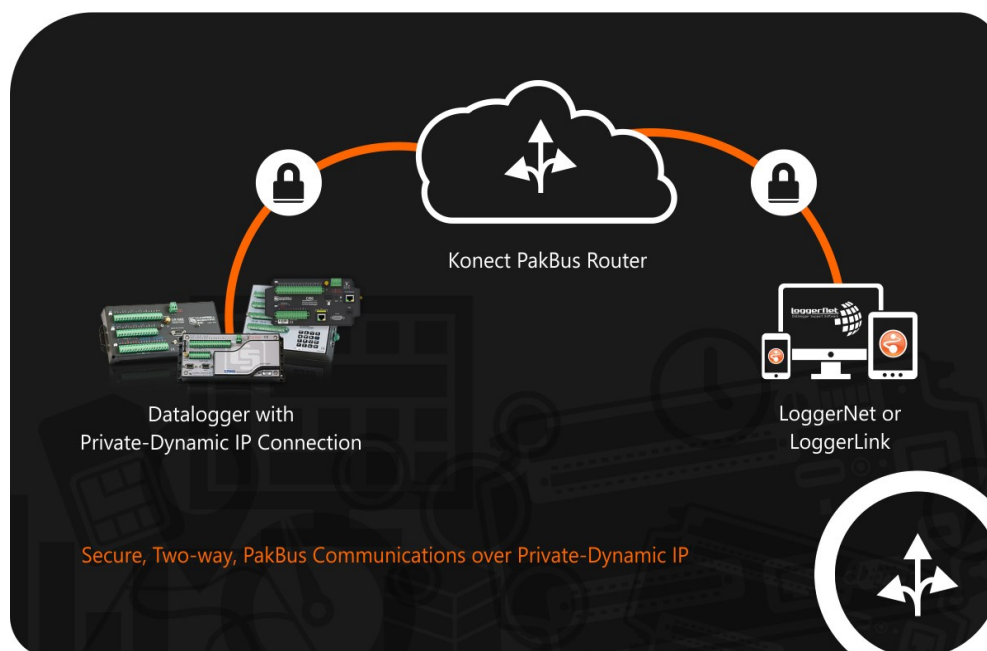 Konect PakBus Router
loggernet
Datalogger with
Private-Dynamic IP Connection
LoggerNet or
LoggerLink
Secure, Two-way, PakBus Communications over Private-Dynamic IP